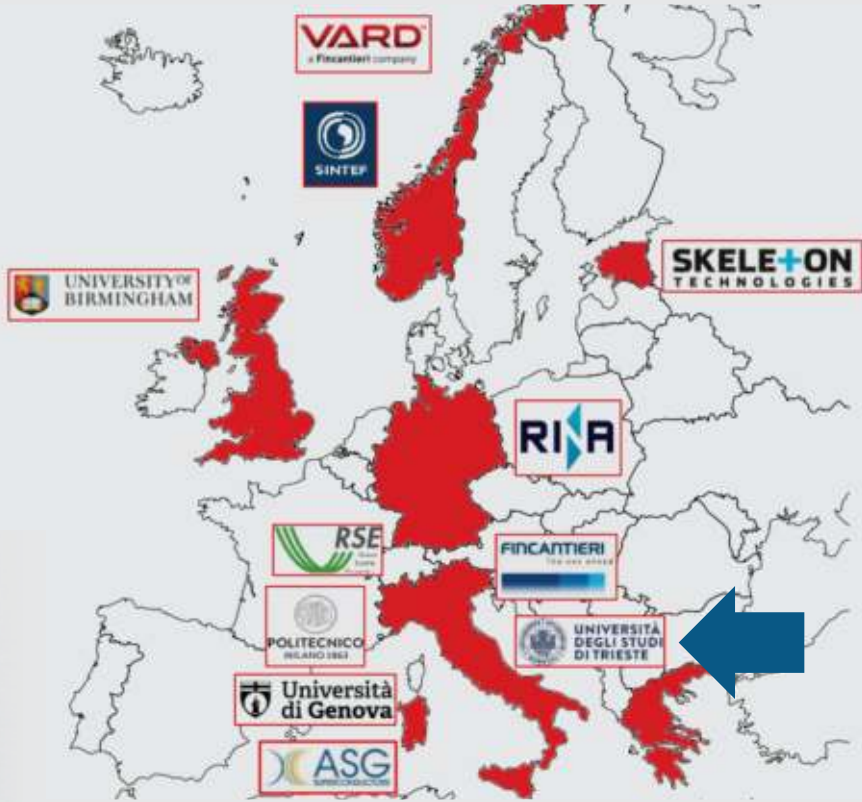 VARD
a Fincantieri company
SINTEF
UNIVERSITY OF
BIRMINGHAM
SKELETON
TECHNOLOGIES
RINA
RSE
FINCANTIERI
POLITECNICO
MILANO 1863
UNIVERSITÀ
DEGLI STUDI
DI TRIESTE
Università
di Genova
ASG
SUPERCONDUCTORS